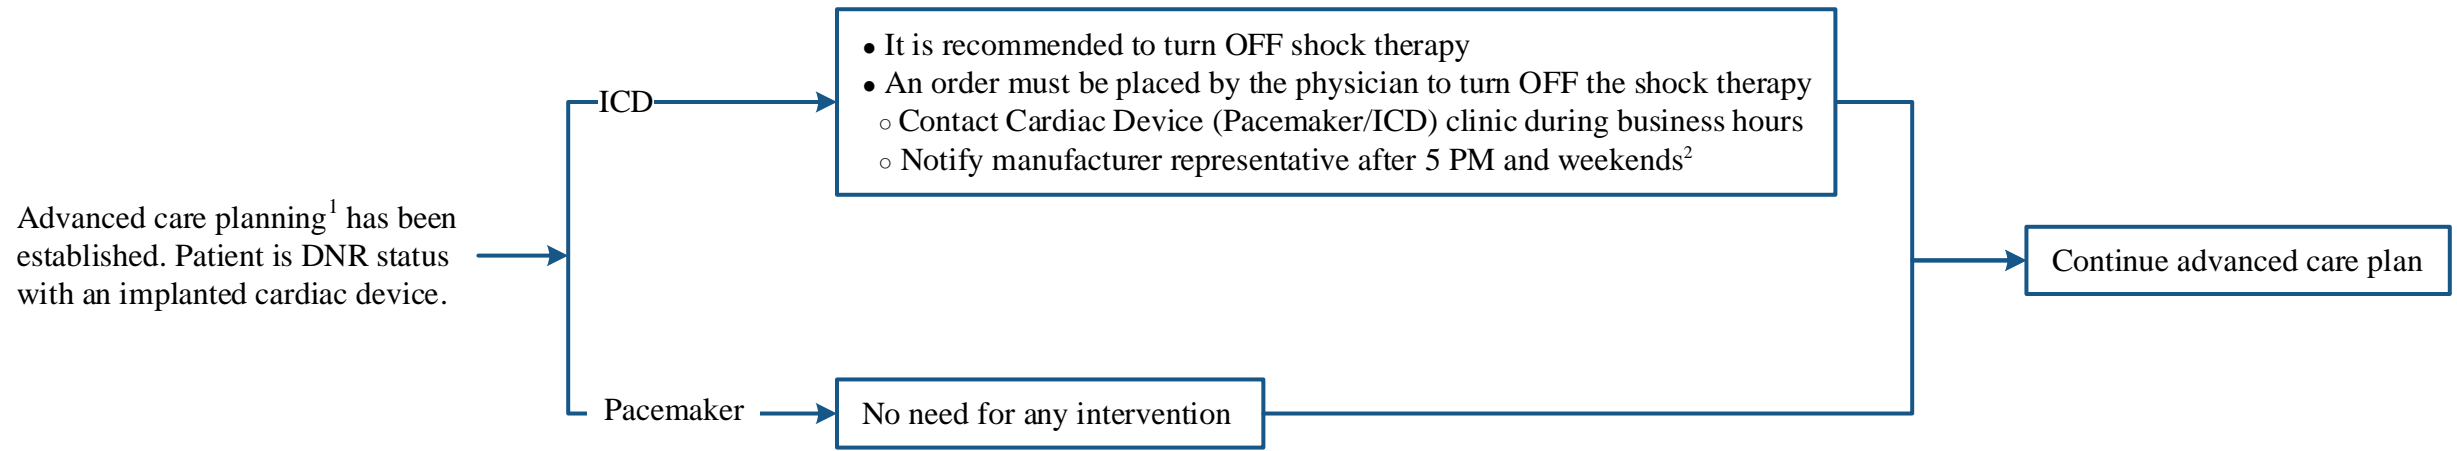 Advanced care planning¹ has been
established. Patient is DNR status
with an implanted cardiac device.
ICD
• It is recommended to turn OFF shock therapy
• An order must be placed by the physician to turn OFF the shock therapy
○ Contact Cardiac Device (Pacemaker/ICD) clinic during business hours
○ Notify manufacturer representative after 5 PM and weekends²
Pacemaker
No need for any intervention
Continue advanced care plan